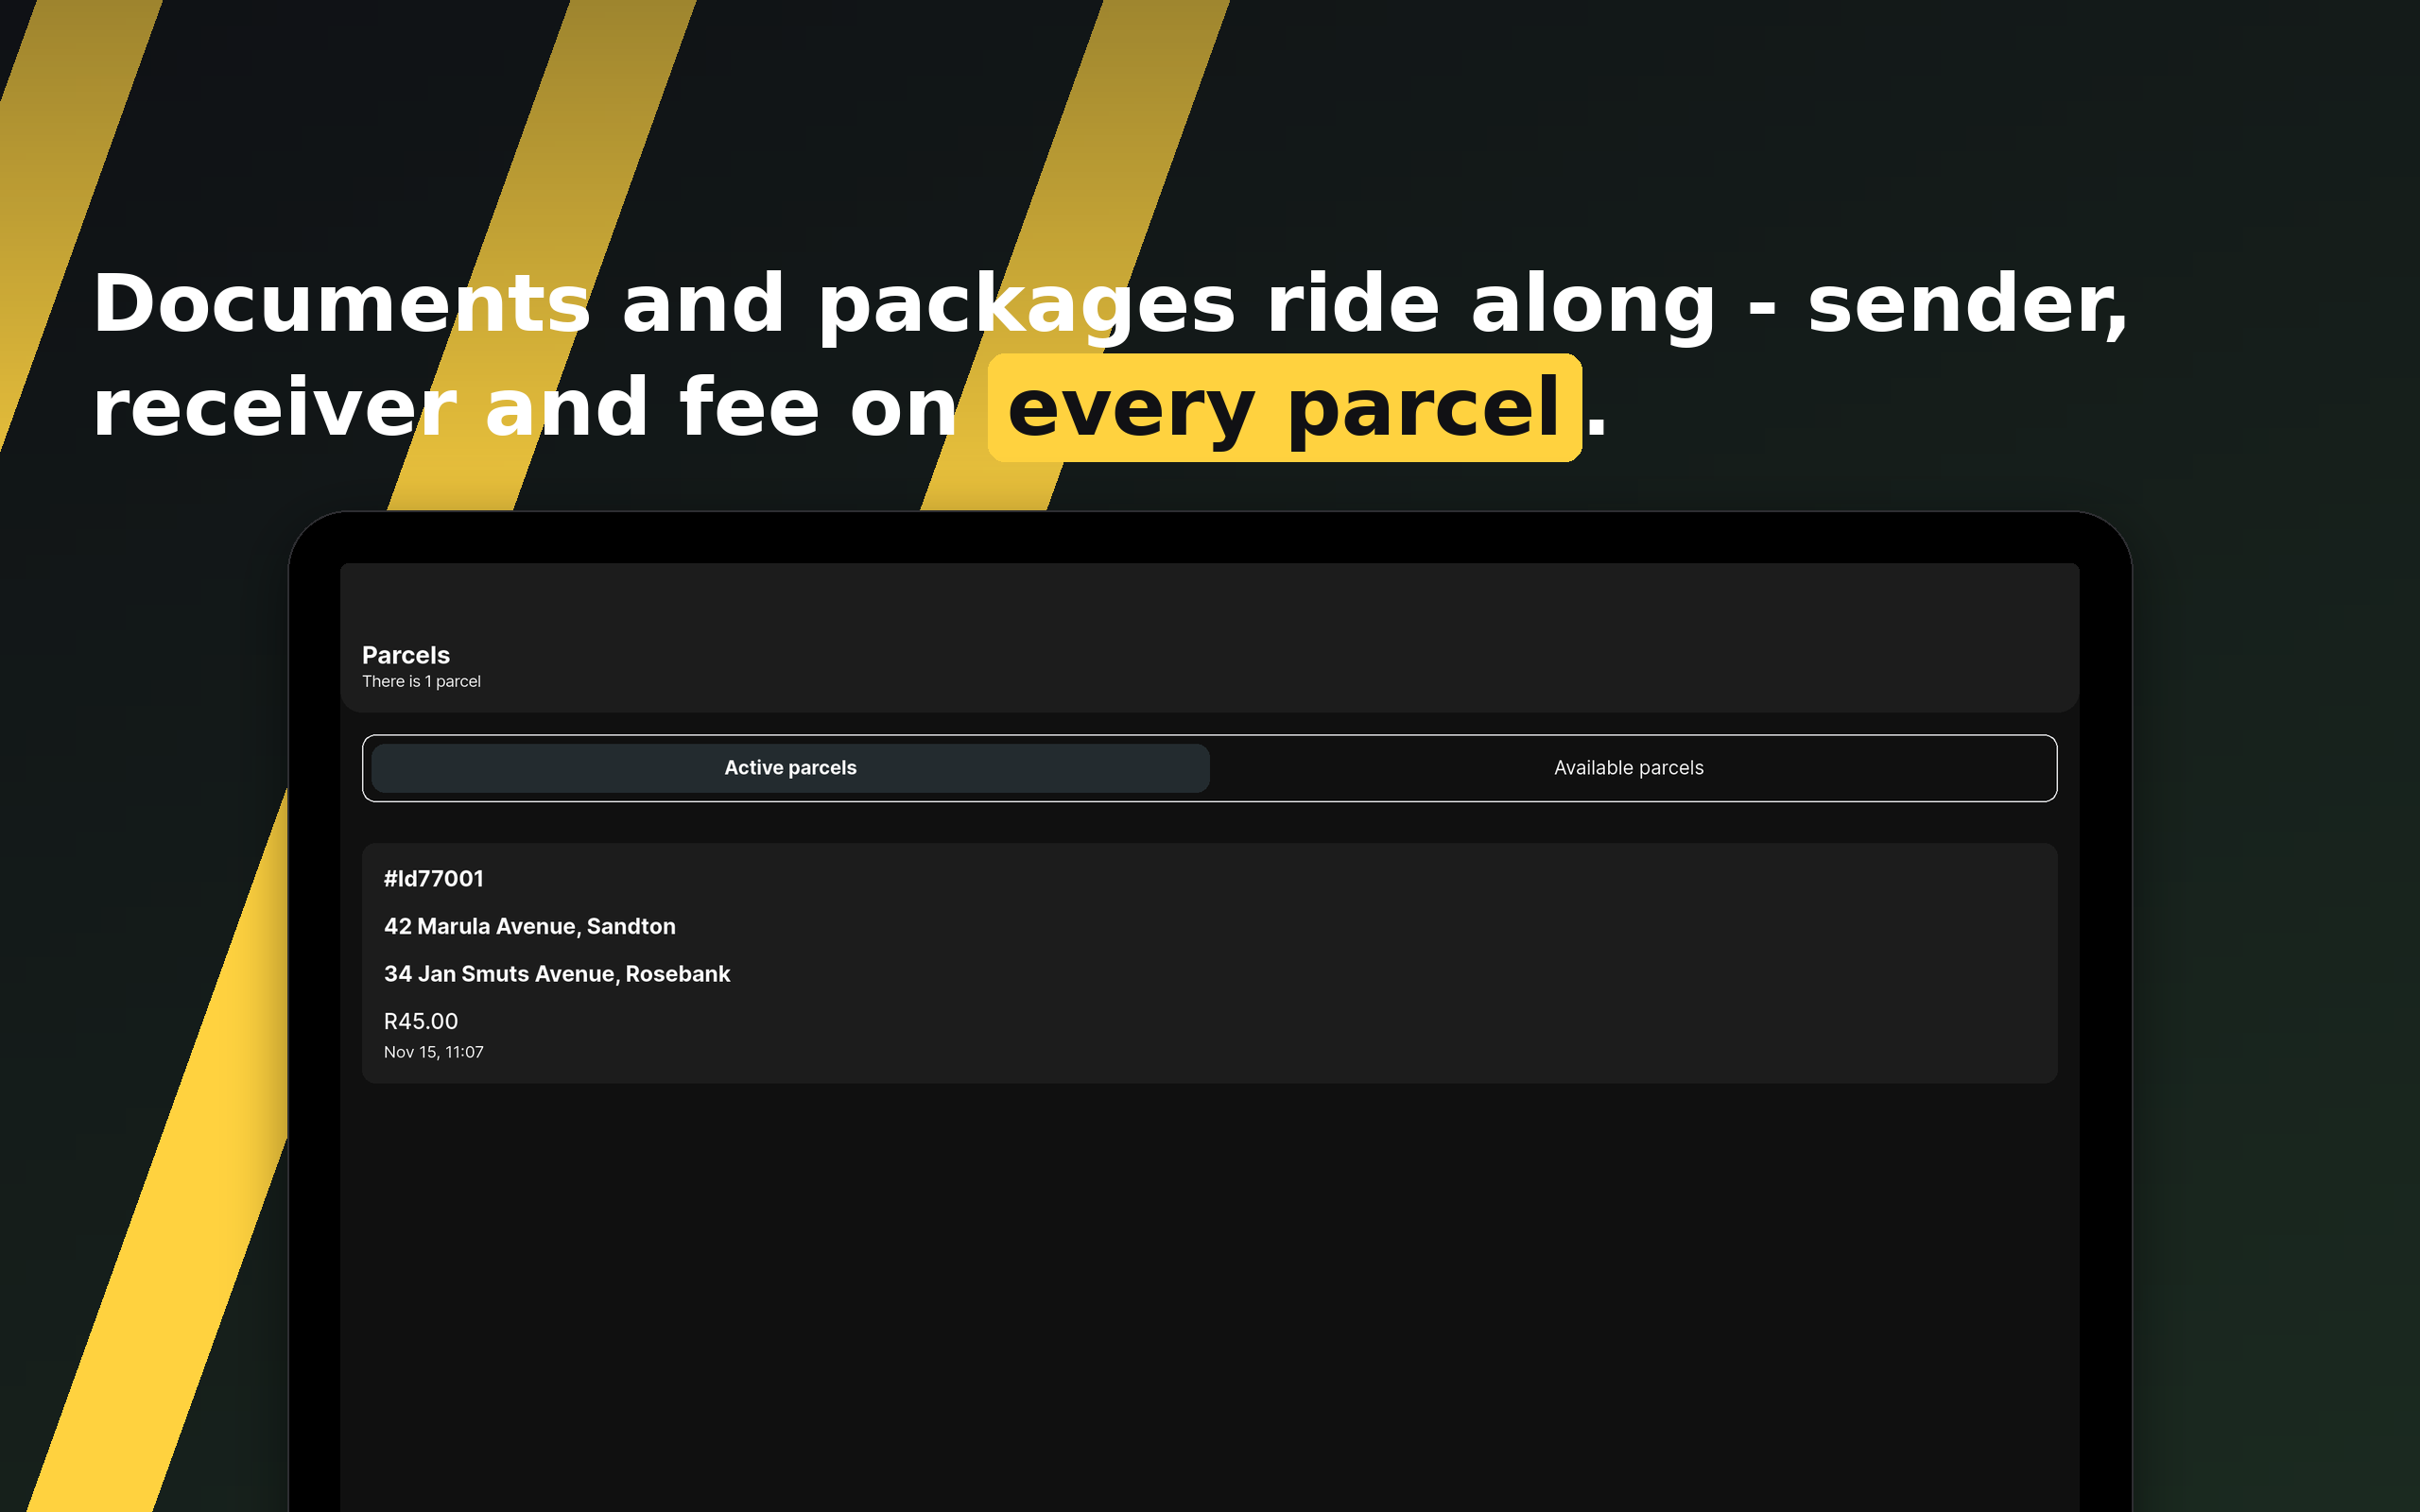 Documents and packages ride along - sender,
receiver and fee on every parcel.
Parcels
There is 1 parcel
Active parcels
Available parcels
#Id77001
42 Marula Avenue, Sandton
34 Jan Smuts Avenue, Rosebank
R45.00
Nov 15, 11:07